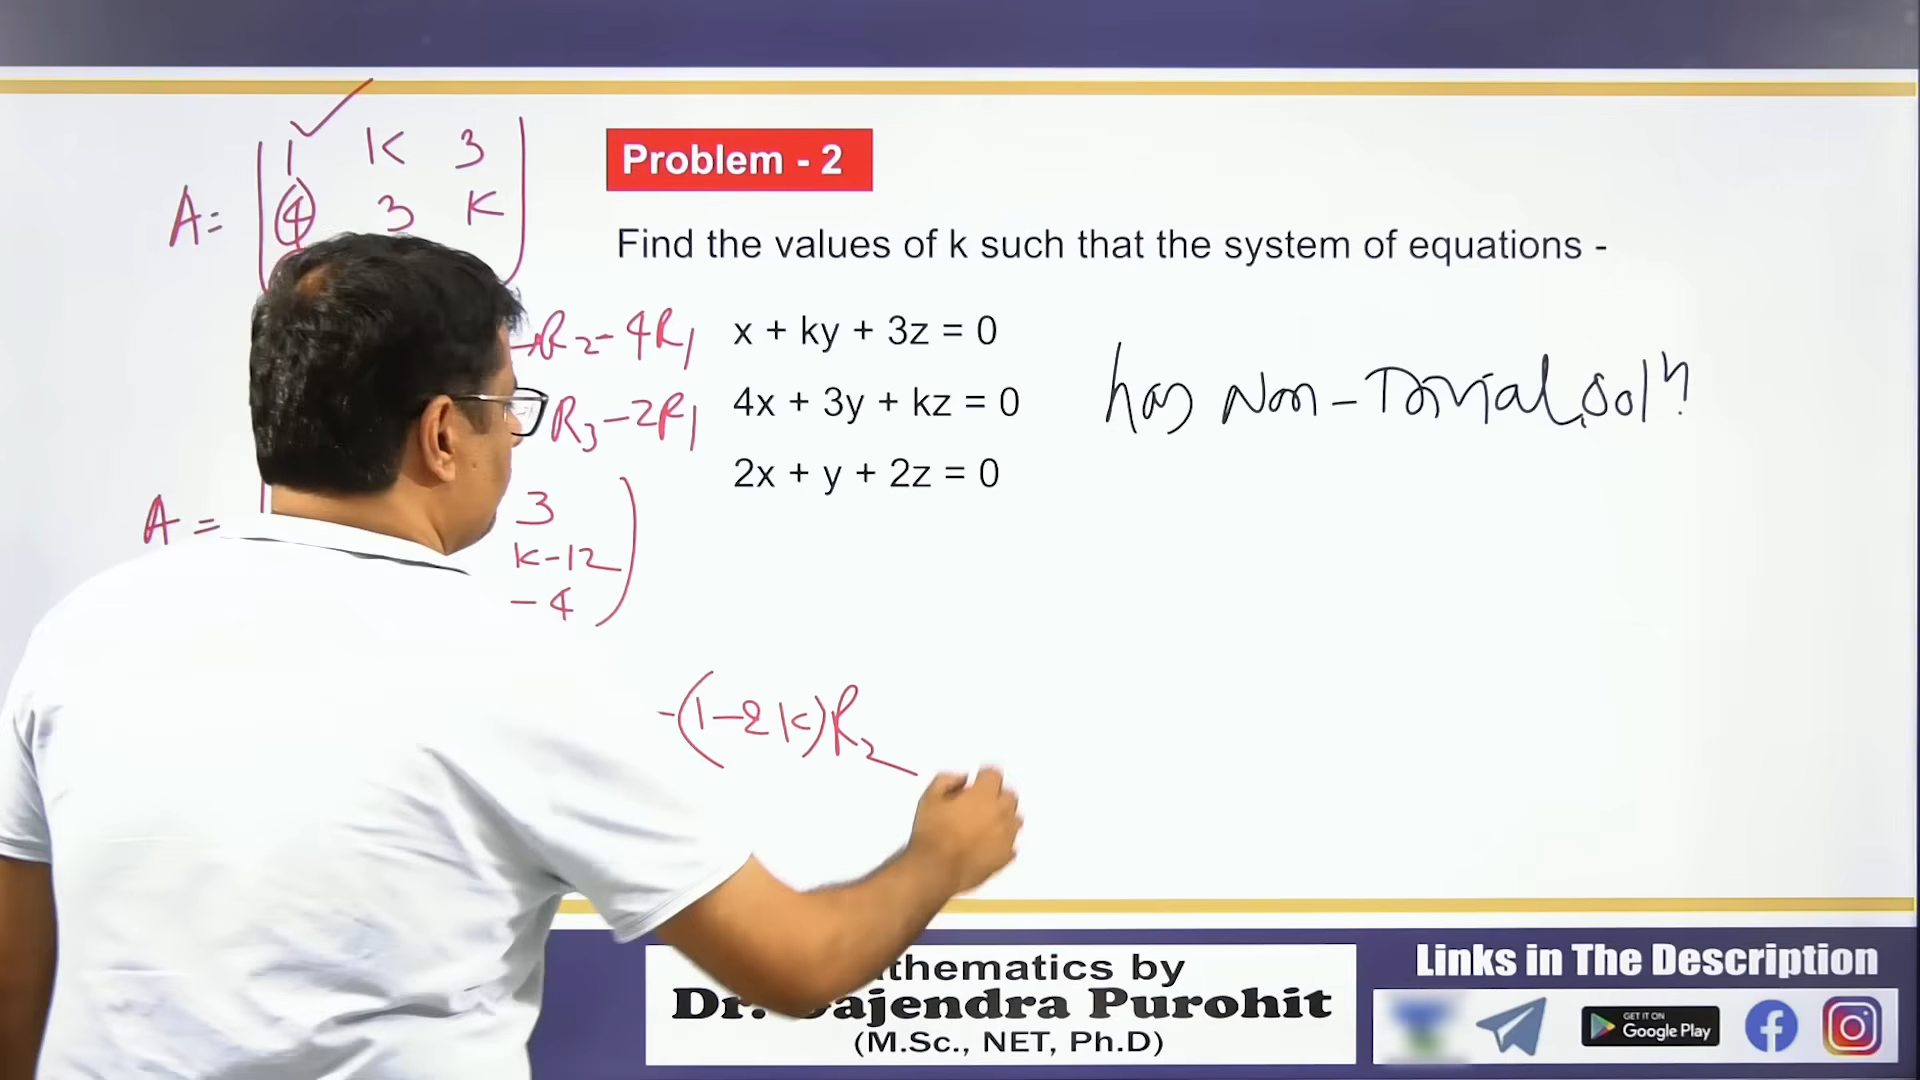 1 K 3
A= 4 3 K
Problem - 2
Find the values of k such that the system of equations -
→R2-4R1
R3-2R1
x + ky + 3z = 0
4x + 3y + kz = 0
2x + y + 2z = 0
has Non-Trivial soln?
3
A = k-12
-4
-(1-2k)R2
thematics by
Dr. ajendra Purohit
(M.Sc., NET, Ph.D)
Links in The Description
GET IT ON
Google Play